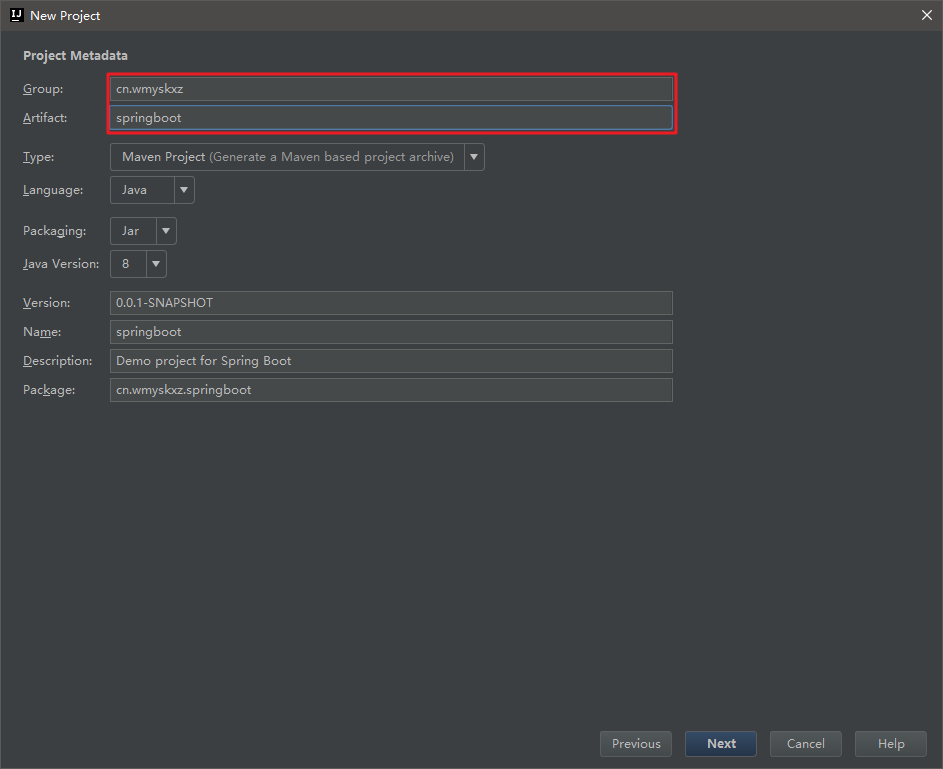 New Project
Project Metadata
Group: cn.wmyskxz
Artifact: springboot
Type: Maven Project (Generate a Maven based project archive)
Language: Java
Packaging: Jar
Java Version: 8
Version: 0.0.1-SNAPSHOT
Name: springboot
Description: Demo project for Spring Boot
Package: cn.wmyskxz.springboot
Previous Next Cancel Help